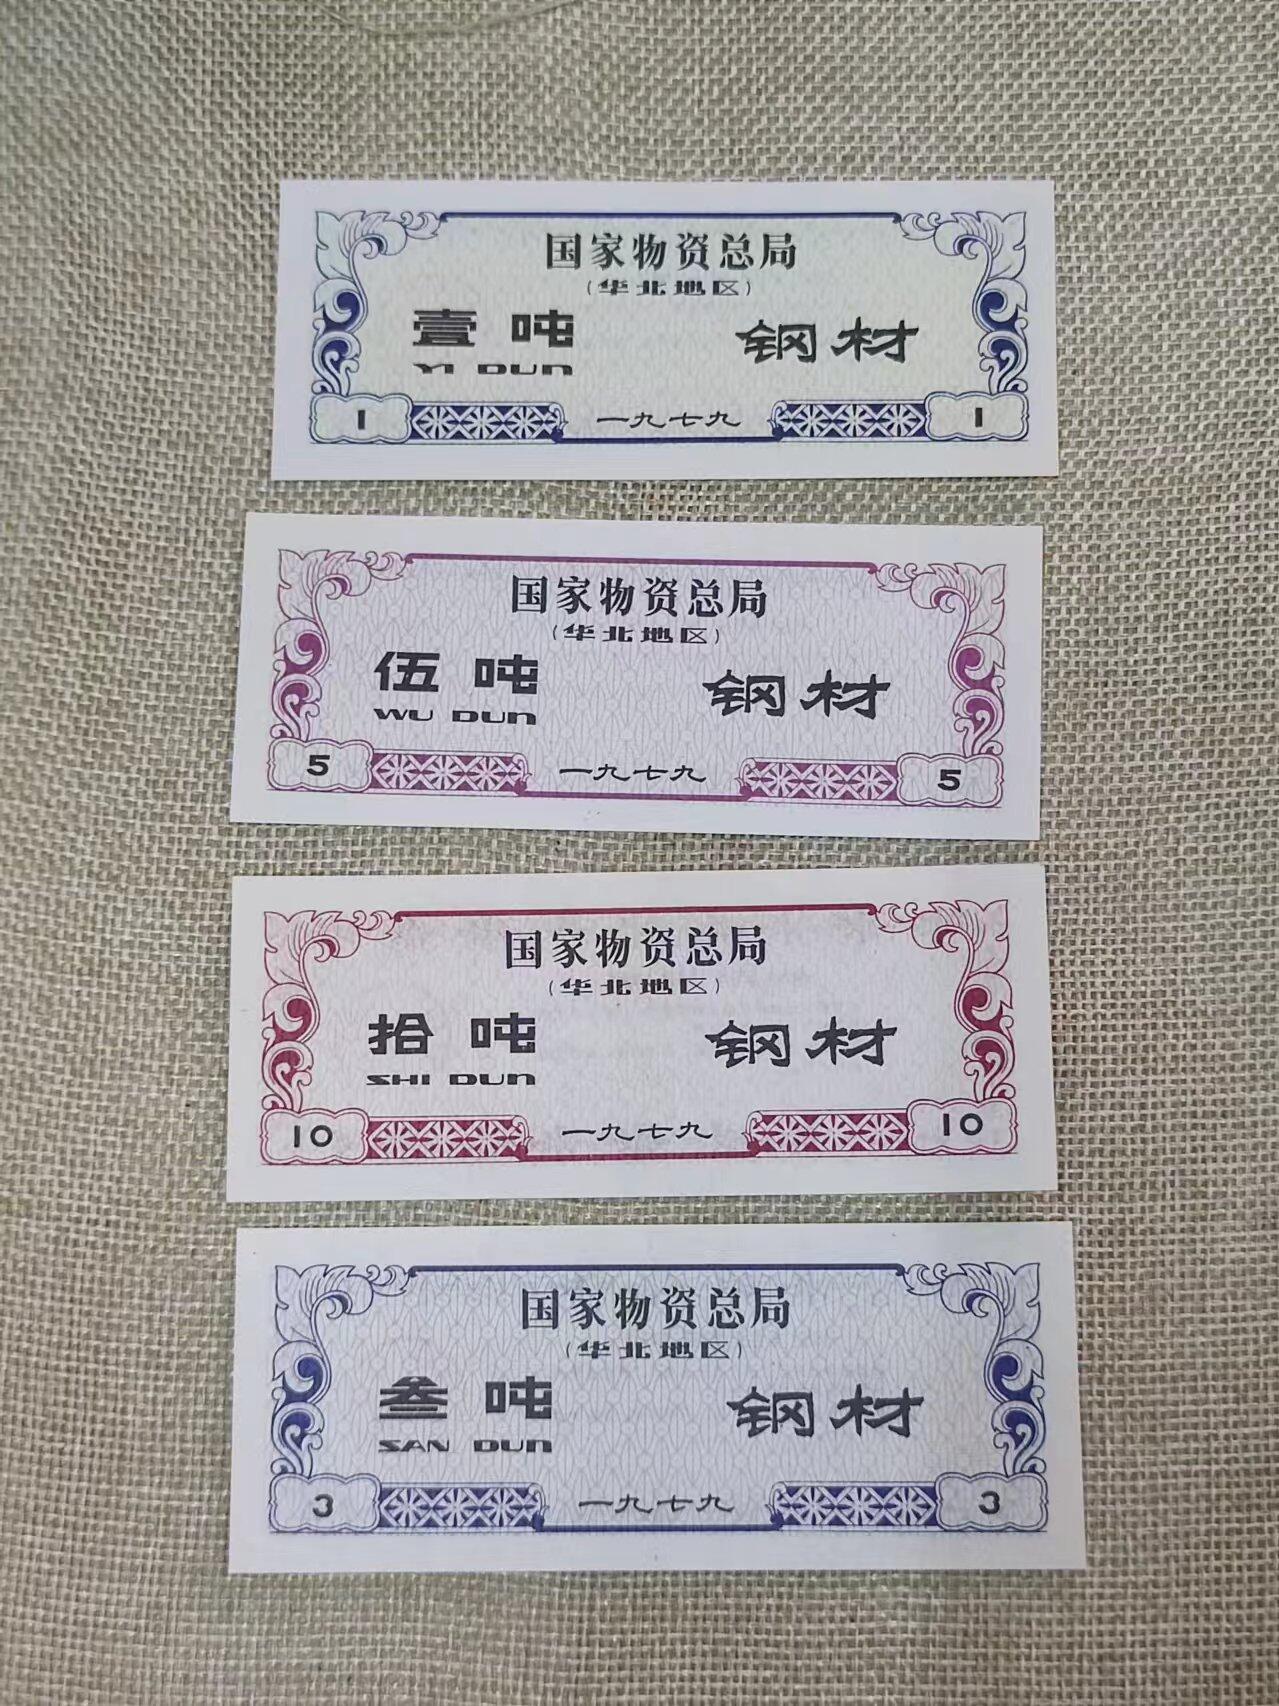 国家物资总局
(华北地区)
壹吨 钢材
YI DUN
1 一九七九 1
国家物资总局
(华北地区)
伍吨 钢材
WU DUN
5 一九七九 5
国家物资总局
(华北地区)
拾吨 钢材
SHI DUN
10 一九七九 10
国家物资总局
(华北地区)
叁吨 钢材
SAN DUN
3 一九七九 3